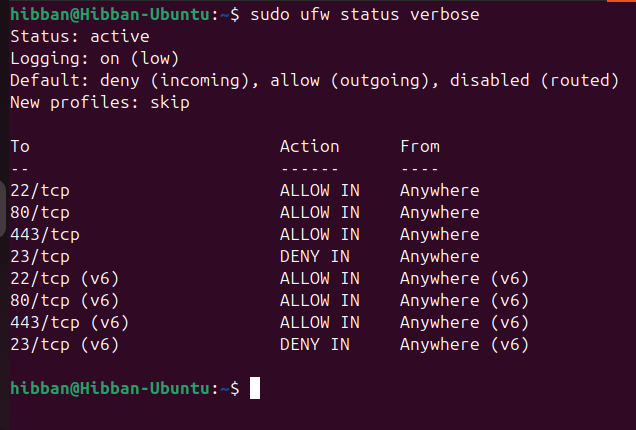 hibban@Hibban-Ubuntu:~$ sudo ufw status verbose
Status: active
Logging: on (low)
Default: deny (incoming), allow (outgoing), disabled (routed)
New profiles: skip

To                         Action      From
--                         ------      ----
22/tcp                     ALLOW IN    Anywhere
80/tcp                     ALLOW IN    Anywhere
443/tcp                    ALLOW IN    Anywhere
23/tcp                     DENY IN     Anywhere
22/tcp (v6)                ALLOW IN    Anywhere (v6)
80/tcp (v6)                ALLOW IN    Anywhere (v6)
443/tcp (v6)               ALLOW IN    Anywhere (v6)
23/tcp (v6)                DENY IN     Anywhere (v6)

hibban@Hibban-Ubuntu:~$